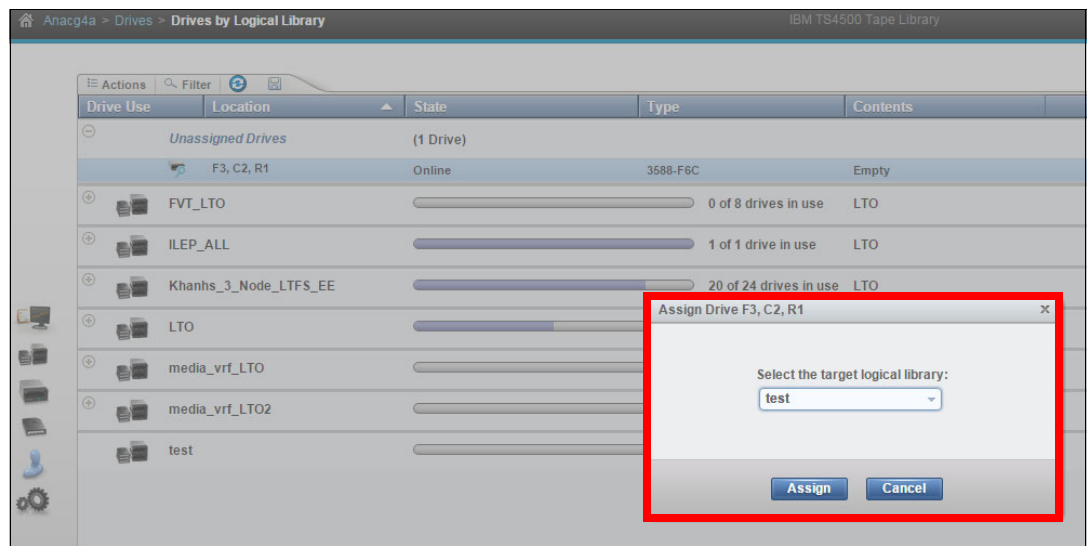 Anacg4a > Drives > Drives by Logical Library
IBM TS4500 Tape Library
Actions Filter
Drive Use Location State Type Contents
Unassigned Drives (1 Drive)
F3, C2, R1 Online 3588-F6C Empty
FVT_LTO 0 of 8 drives in use LTO
ILEP_ALL 1 of 1 drive in use LTO
Khanhs_3_Node_LTFS_EE 20 of 24 drives in use LTO
LTO
media_vrf_LTO
media_vrf_LTO2
test
Assign Drive F3, C2, R1 x
Select the target logical library:
test
Assign Cancel